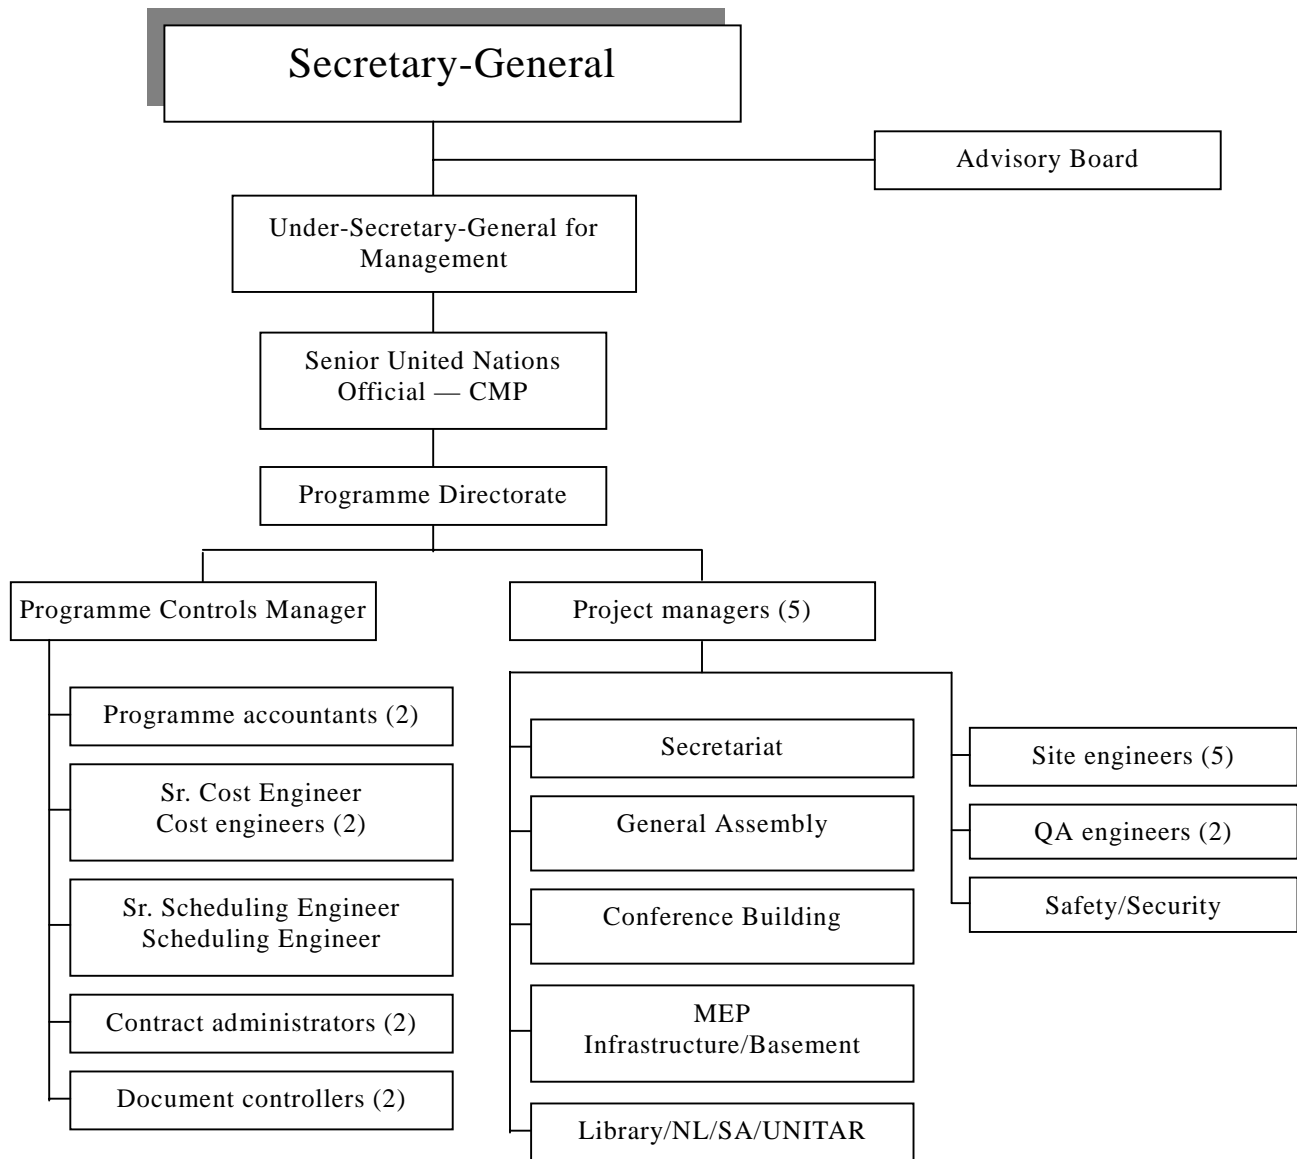 Secretary-General
Advisory Board
Under-Secretary-General for
Management
Senior United Nations
Official — CMP
Programme Directorate
Programme Controls Manager
Project managers (5)
Programme accountants (2)
Sr. Cost Engineer
Cost engineers (2)
Sr. Scheduling Engineer
Scheduling Engineer
Contract administrators (2)
Document controllers (2)
Secretariat
General Assembly
Conference Building
MEP
Infrastructure/Basement
Library/NL/SA/UNITAR
Site engineers (5)
QA engineers (2)
Safety/Security